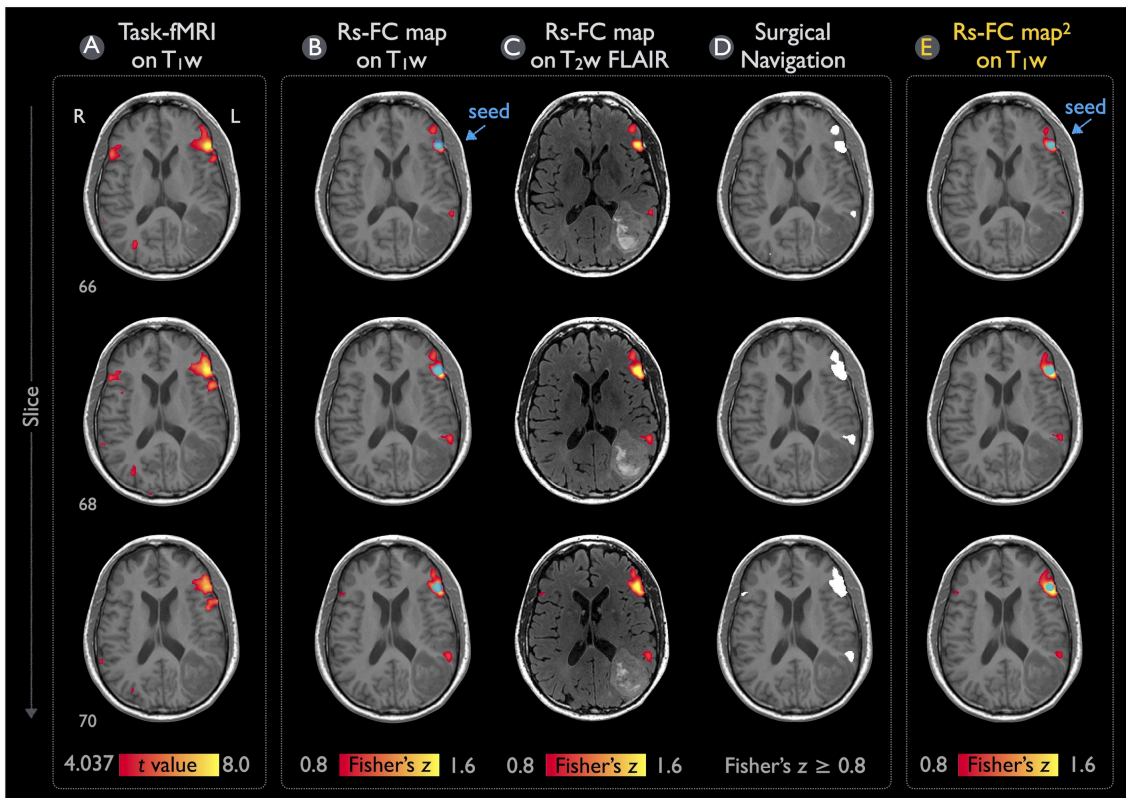 A Task-fMRI
on T₁w
B Rs-FC map
on T₁w
C Rs-FC map
on T₂w FLAIR
D Surgical
Navigation
E Rs-FC map²
on T₁w
R
L
seed
seed
66
Slice
68
70
4.037 t value 8.0
0.8 Fisher's z 1.6
0.8 Fisher's z 1.6
Fisher's z ≥ 0.8
0.8 Fisher's z 1.6